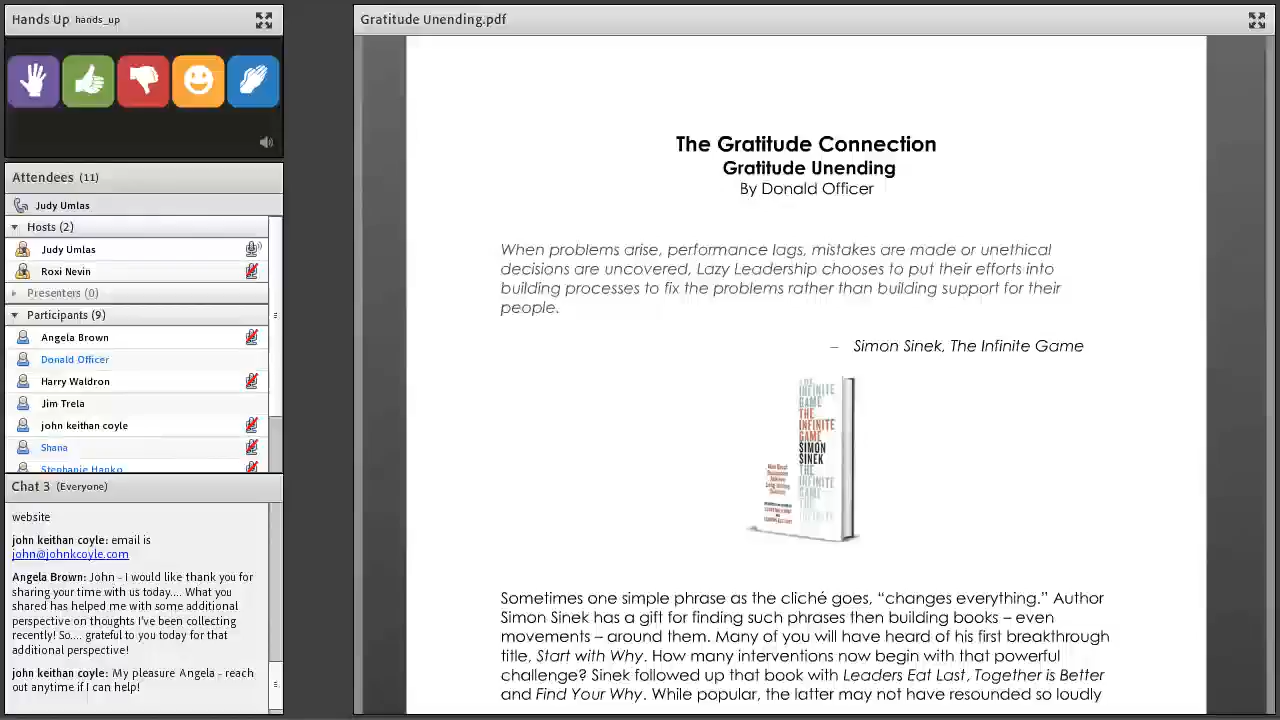 Hands Up hands_up
Attendees (11)
Judy Umlas
Hosts (2)
Judy Umlas
Roxi Nevin
Presenters (0)
Participants (9)
Angela Brown
Donald Officer
Harry Waldron
Jim Trela
john keithan coyle
Shana
Stephanie Hanko
Chat 3 (Everyone)
website
john keithan coyle: email is
john@johnkcoyle.com
Angela Brown: John - I would like thank you for
sharing your time with us today.... What you
shared has helped me with some additional
perspective on thoughts I've been collecting
recently! So.... grateful to you today for that
additional perspective!
john keithan coyle: My pleasure Angela - reach
out anytime if I can help!
Gratitude Unending.pdf
The Gratitude Connection
Gratitude Unending
By Donald Officer
When problems arise, performance lags, mistakes are made or unethical
decisions are uncovered, Lazy Leadership chooses to put their efforts into
building processes to fix the problems rather than building support for their
people.
– Simon Sinek, The Infinite Game
THE
INFINITE
GAME
THE
INFINITE
GAME
SIMON
SINEK
THE
INFINITE
GAME
THE
INFINITE
Sometimes one simple phrase as the cliché goes, “changes everything.” Author
Simon Sinek has a gift for finding such phrases then building books – even
movements – around them. Many of you will have heard of his first breakthrough
title, Start with Why. How many interventions now begin with that powerful
challenge? Sinek followed up that book with Leaders Eat Last, Together is Better
and Find Your Why. While popular, the latter may not have resounded so loudly